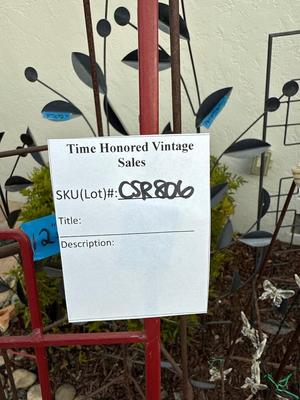 Time Honored Vintage
Sales
SKU(Lot)#: CSR806
Title:
Description:
12"